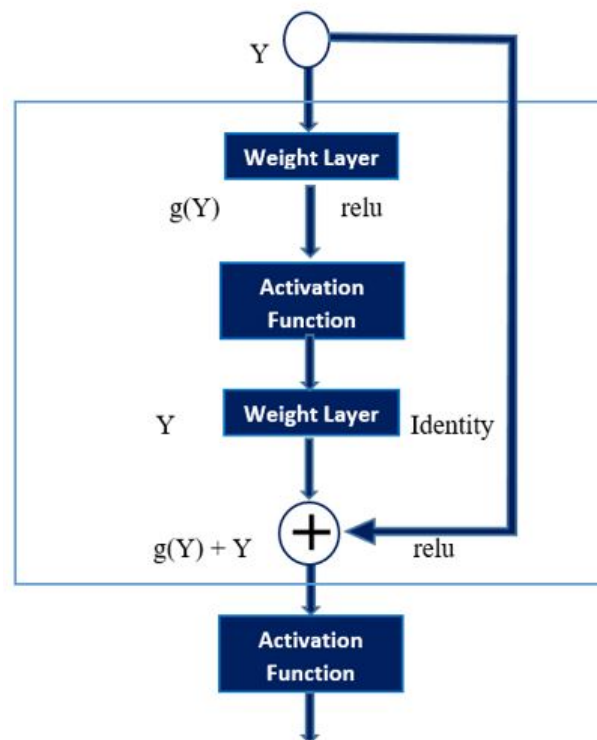 Y
Weight Layer
g(Y) relu
Activation
Function
Weight Layer
Y Identity
+
g(Y) + Y relu
Activation
Function